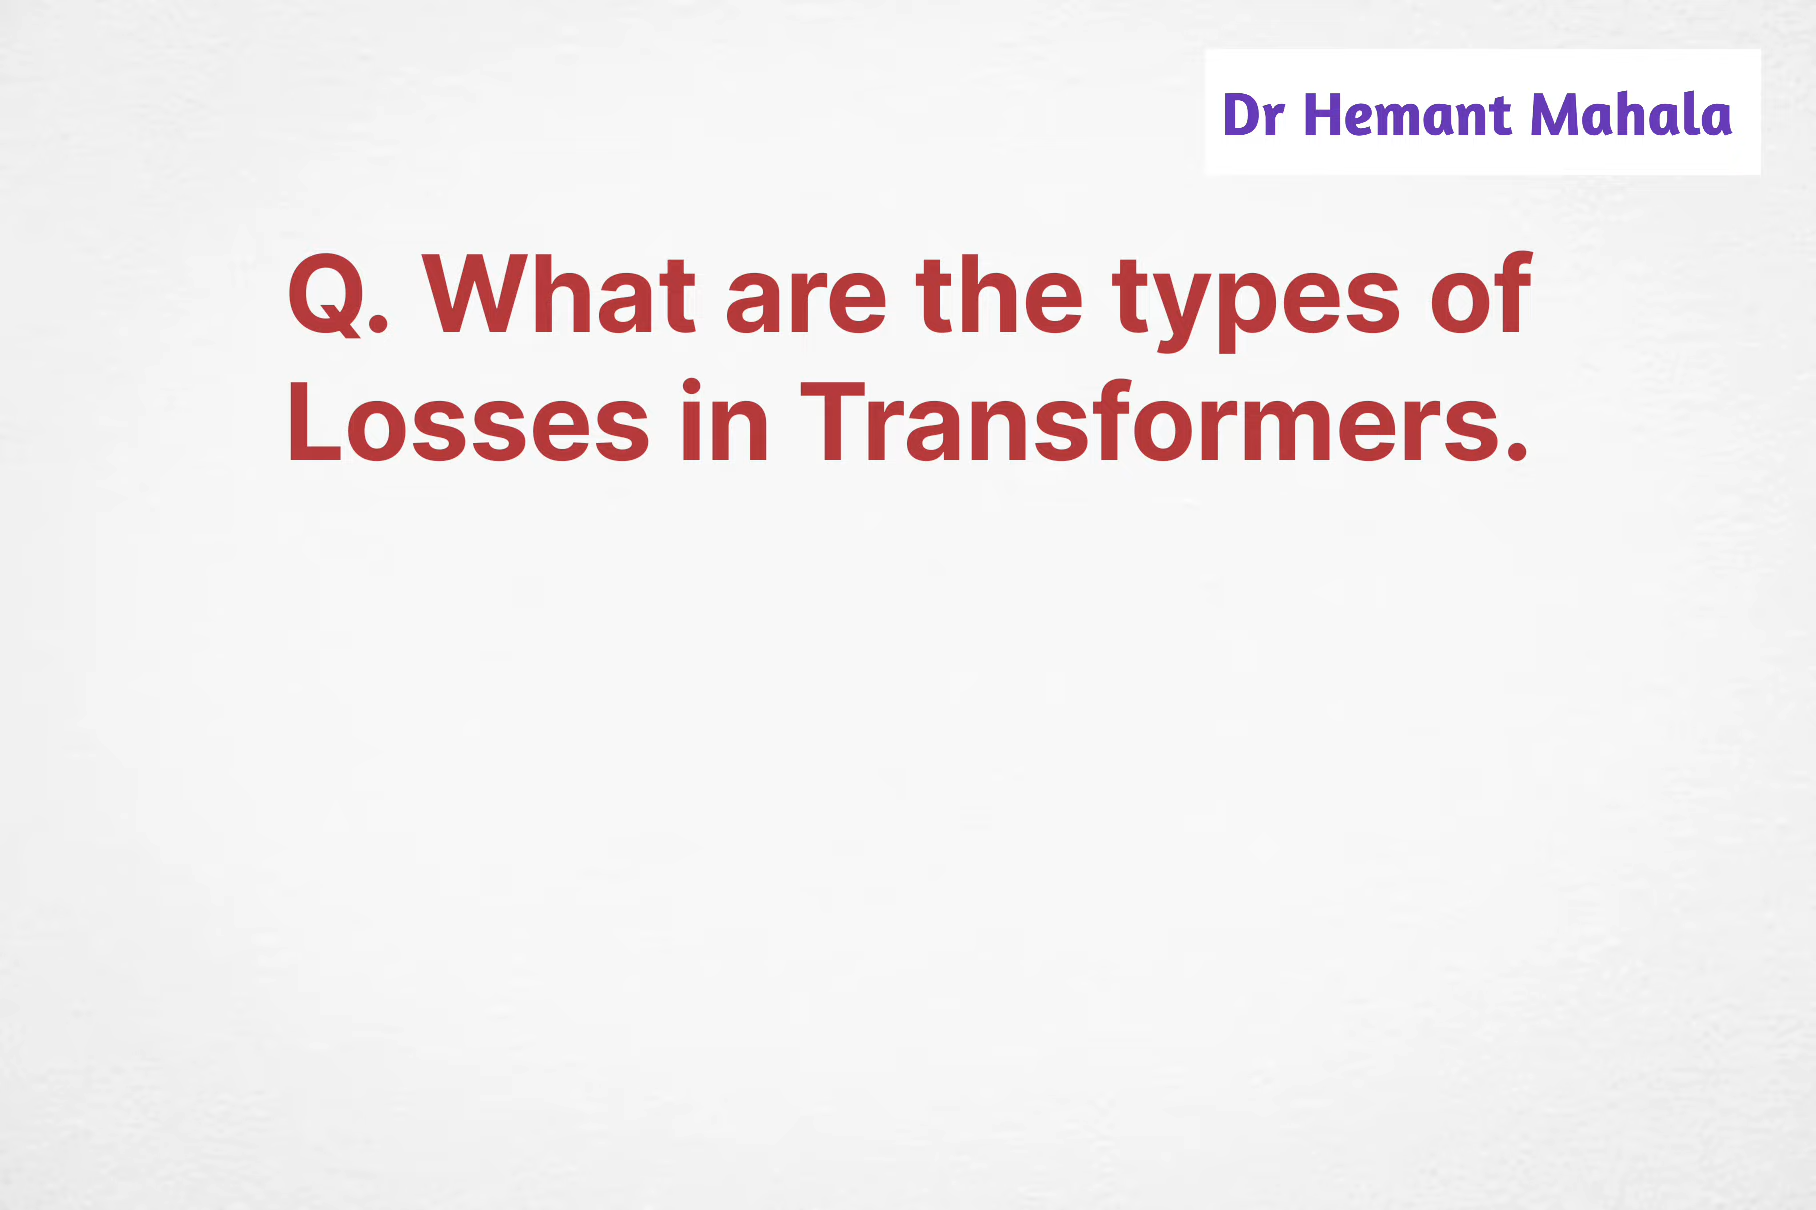 Dr Hemant Mahala
Q. What are the types of
Losses in Transformers.